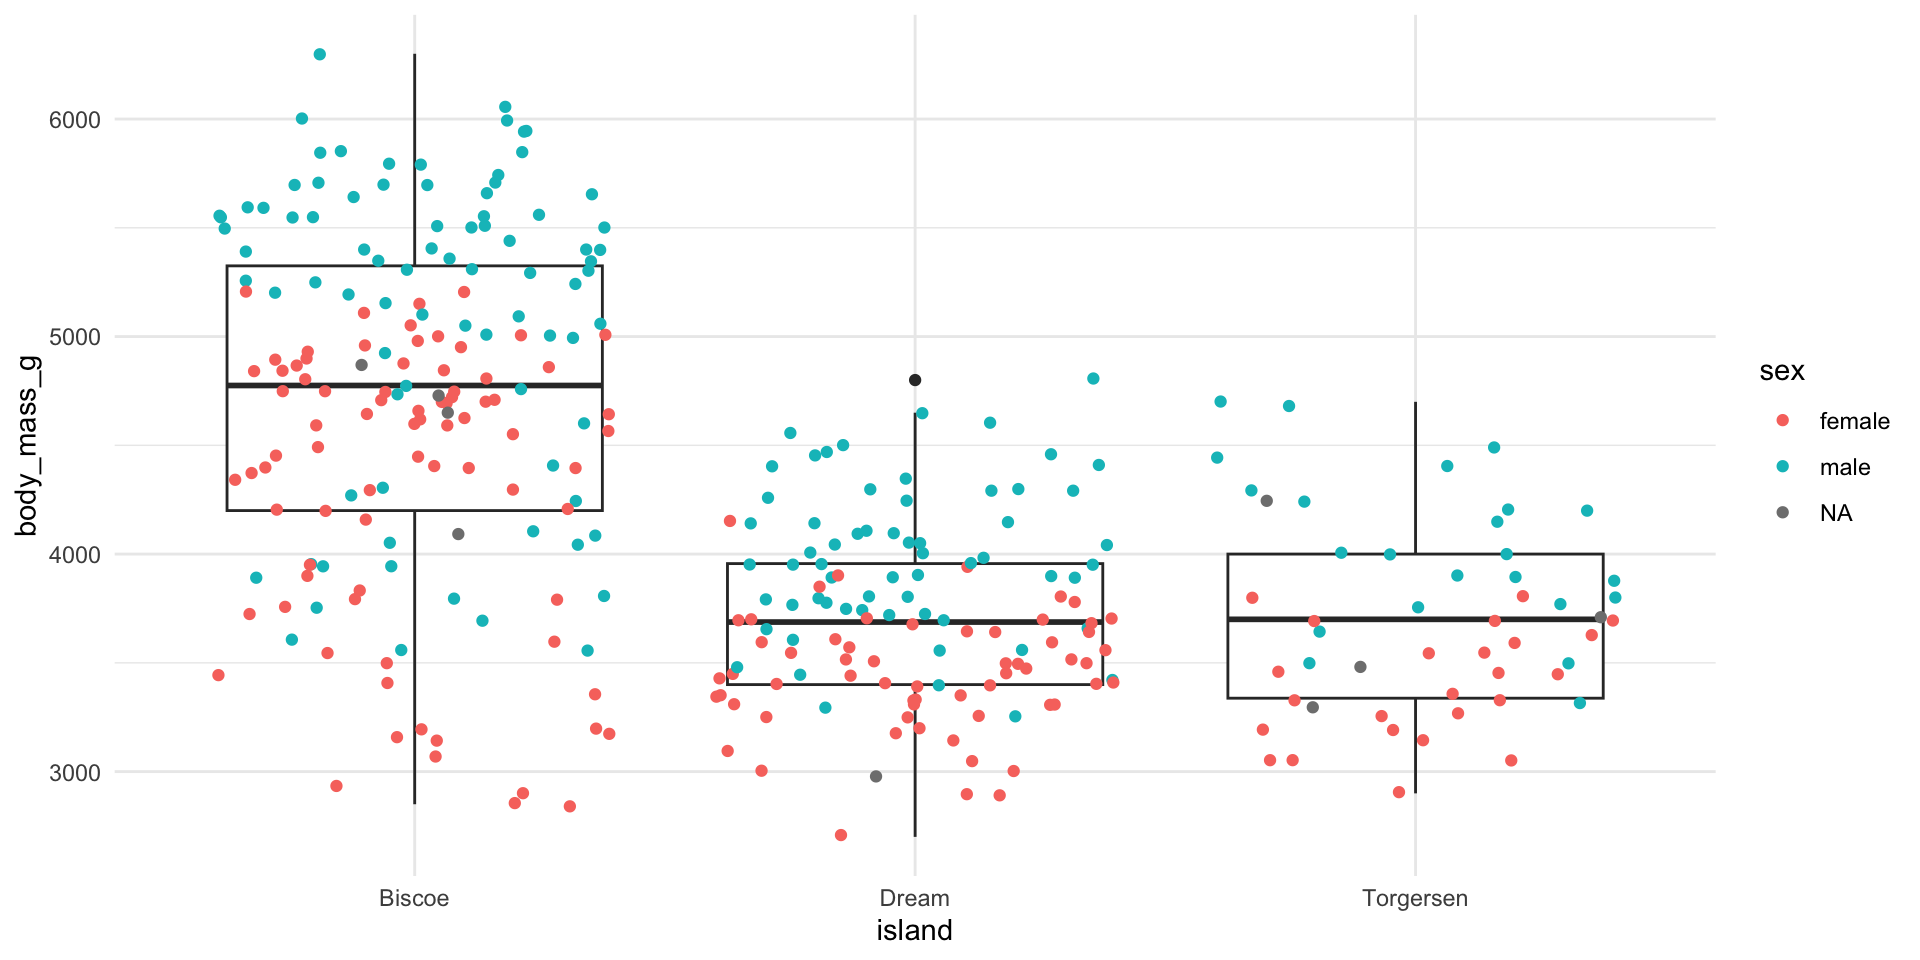 body_mass_g
6000
5000
4000
3000
Biscoe
Dream
Torgersen
island
sex
female
male
NA